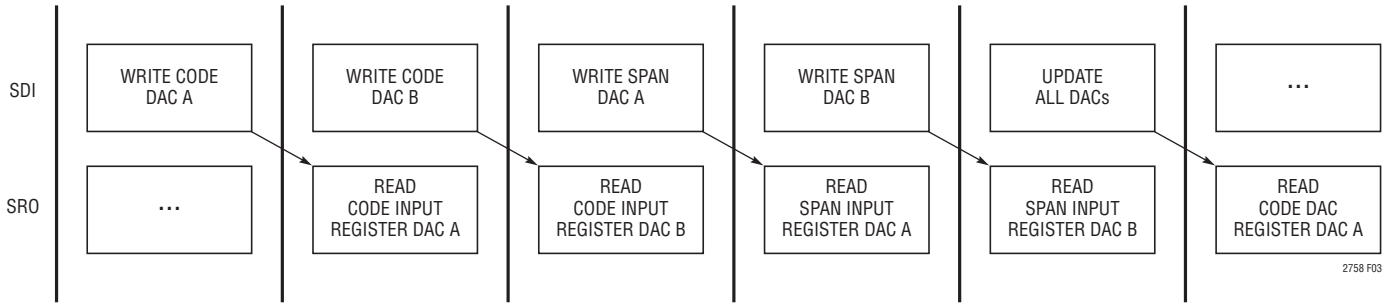 SDI
WRITE CODE
DAC A
WRITE CODE
DAC B
WRITE SPAN
DAC A
WRITE SPAN
DAC B
UPDATE
ALL DACs
...
SRO
...
READ
CODE INPUT
REGISTER DAC A
READ
CODE INPUT
REGISTER DAC B
READ
SPAN INPUT
REGISTER DAC A
READ
SPAN INPUT
REGISTER DAC B
READ
CODE DAC
REGISTER DAC A
2758 F03